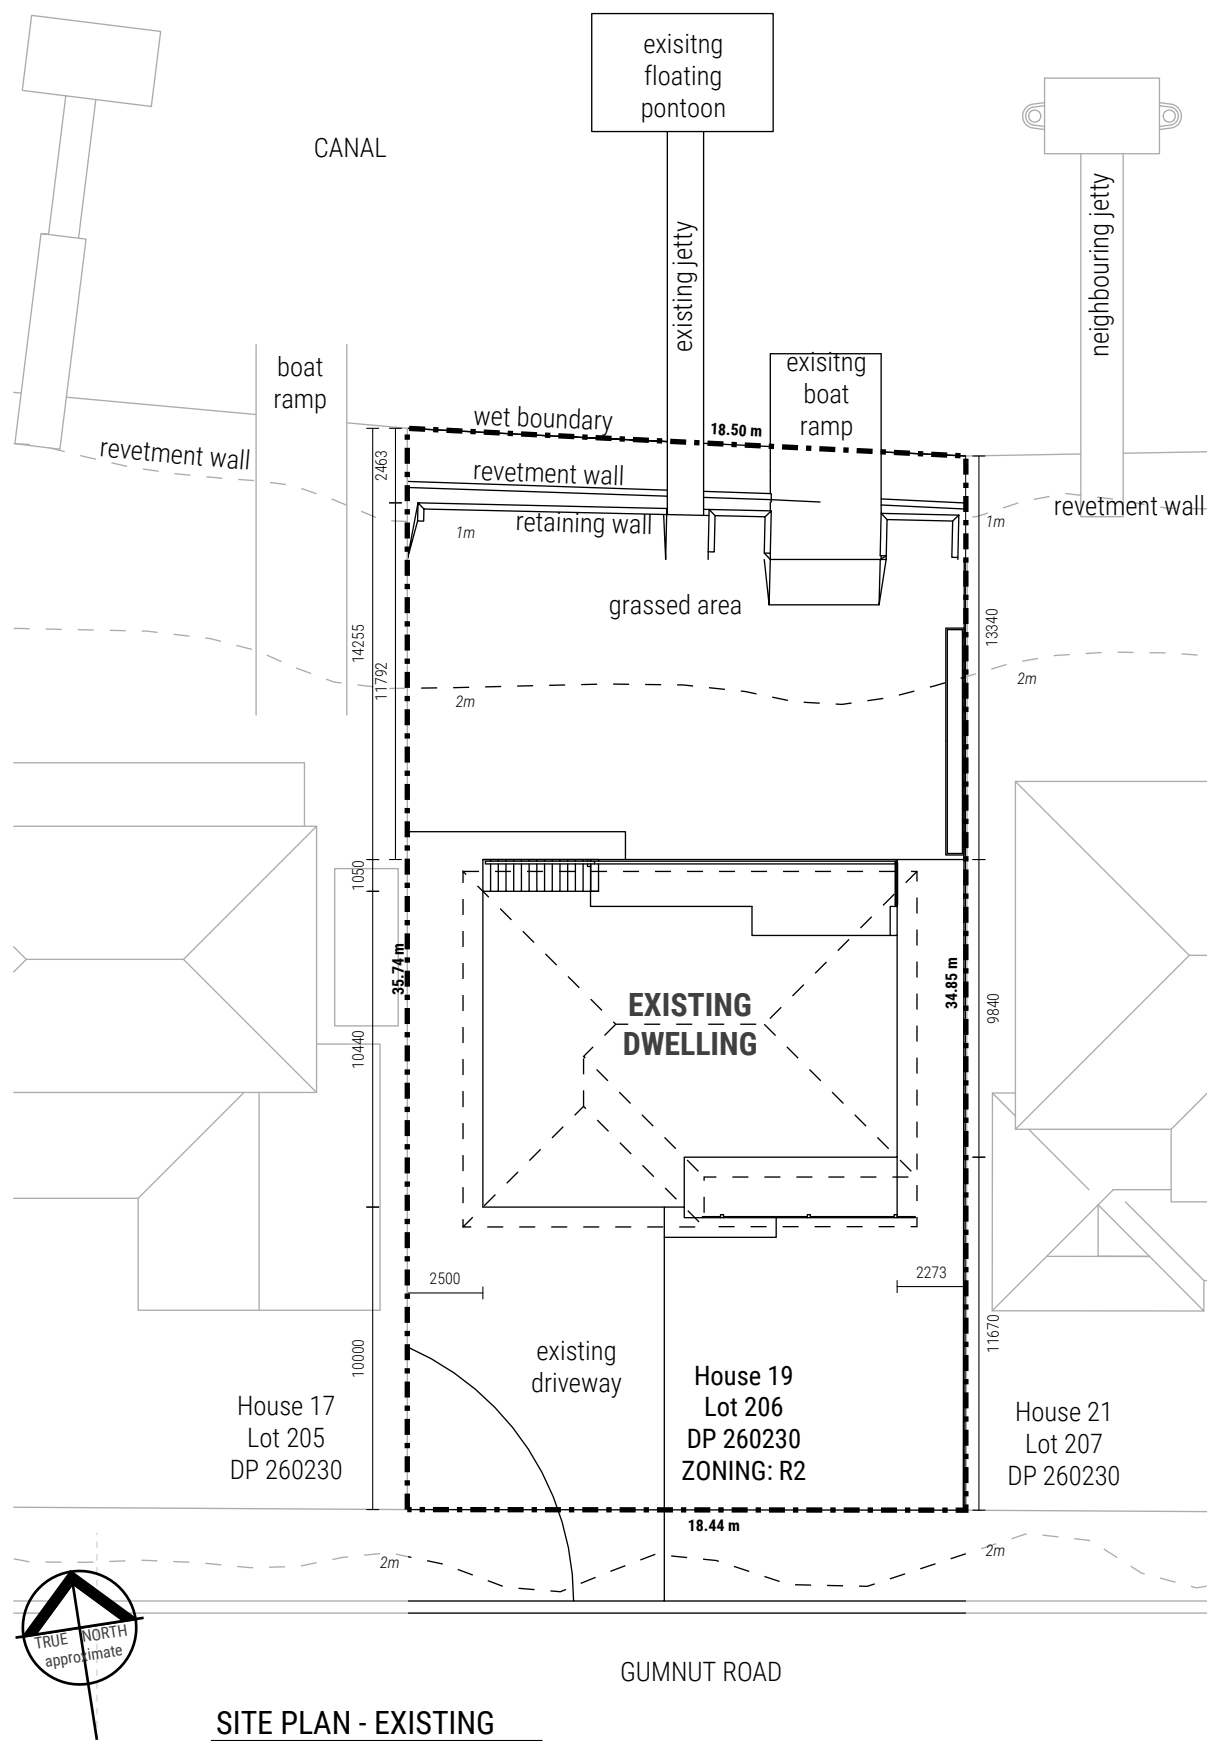 exisitng
floating
pontoon
CANAL
existing jetty
neighbouring jetty
boat
ramp
exisitng
boat
ramp
wet boundary
18.50 m
revetment wall
2463
revetment wall
revetment wall
retaining wall
1m
1m
grassed area
14255
11792
13340
2m
2m
1050
35.74 m
34.85 m
EXISTING
DWELLING
9840
10440
2500
2273
10000
11670
existing
driveway
House 19
Lot 206
DP 260230
ZONING: R2
House 17
Lot 205
DP 260230
House 21
Lot 207
DP 260230
18.44 m
2m
2m
TRUE NORTH
approximate
GUMNUT ROAD
SITE PLAN - EXISTING